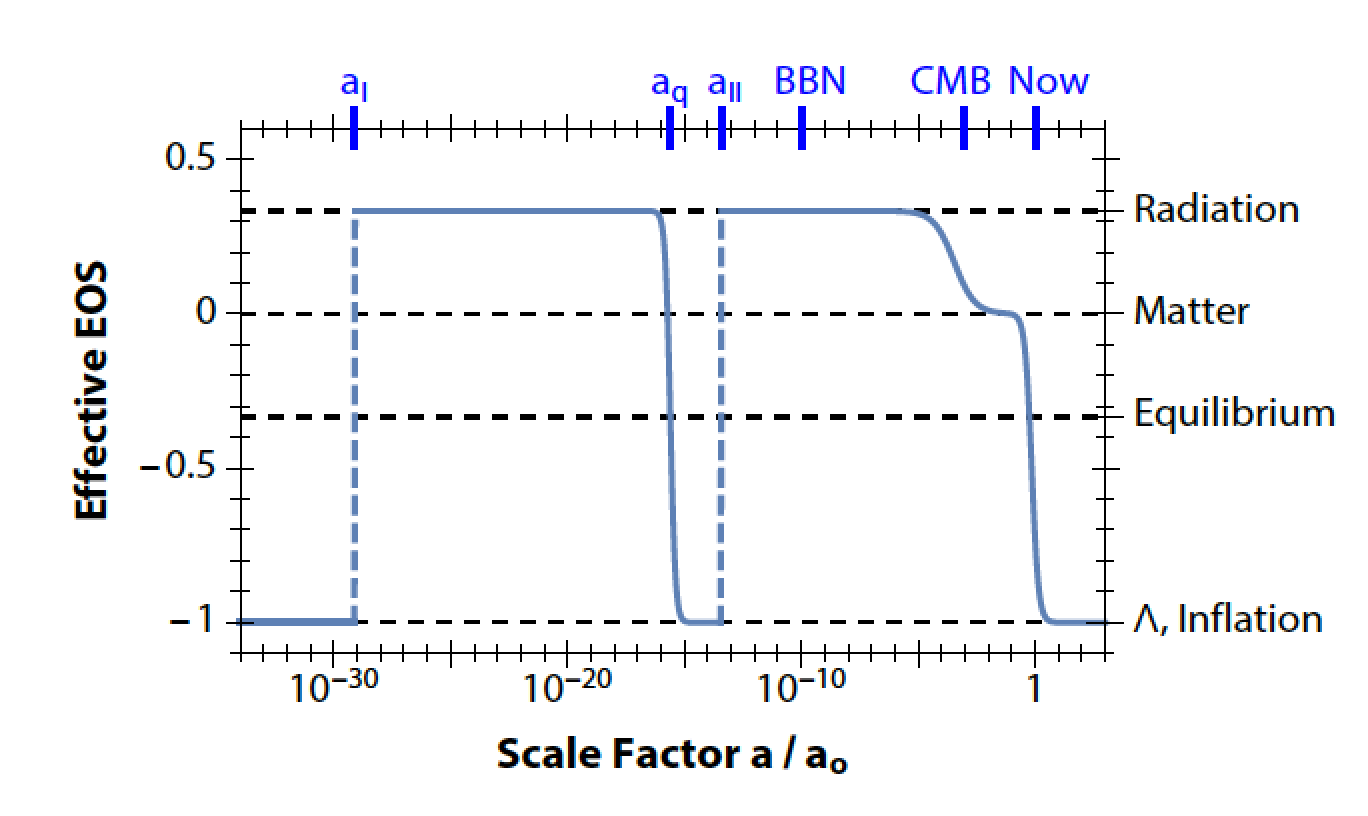 a_I a_q a_II BBN CMB Now
0.5
Radiation
0
Matter
Effective EOS
Equilibrium
−0.5
−1
Λ, Inflation
10⁻³⁰ 10⁻²⁰ 10⁻¹⁰ 1
Scale Factor a / a₀